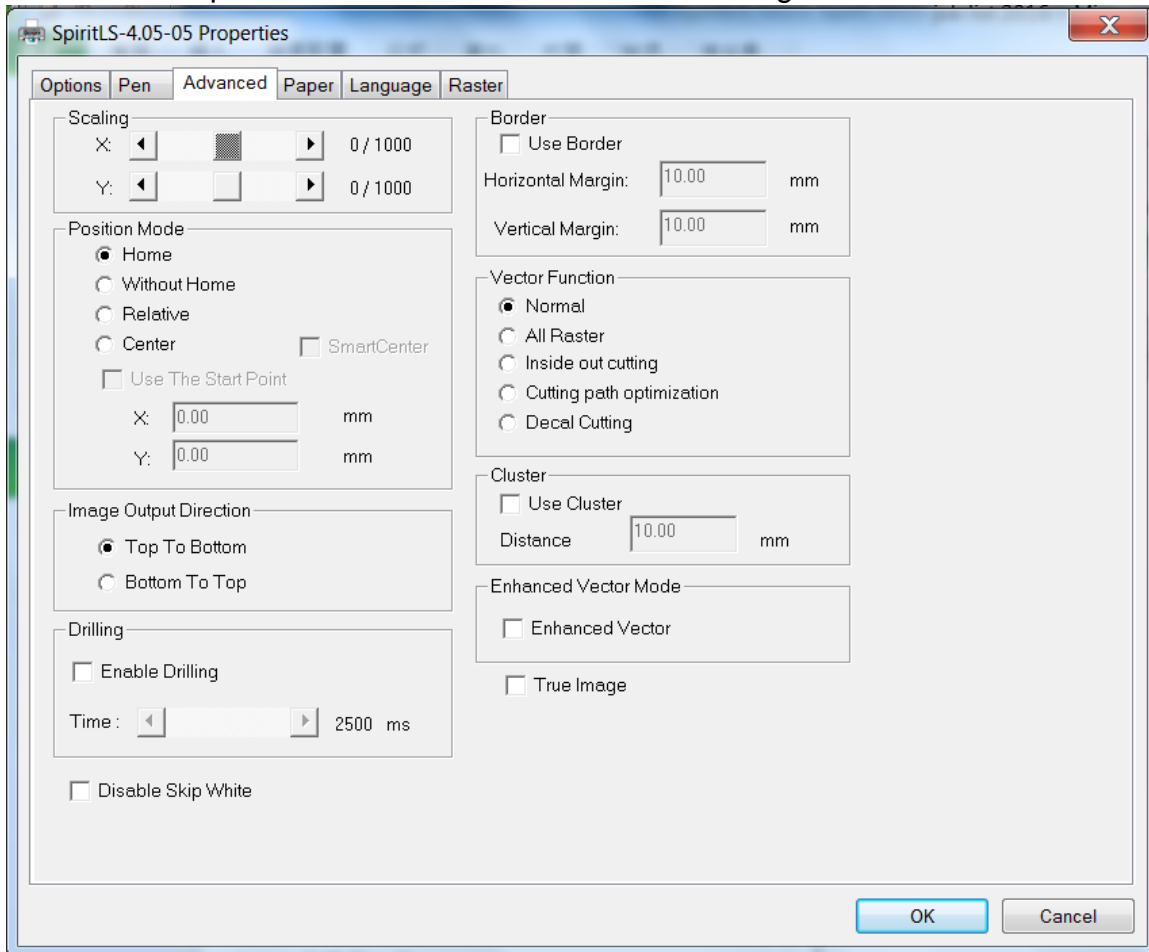 SpiritLS-4.05-05 Properties
X
Options Pen Advanced Paper Language Raster
Scaling
X: 0 / 1000
Y: 0 / 1000
Position Mode
Home
Without Home
Relative
Center SmartCenter
Use The Start Point
X: 0.00 mm
Y: 0.00 mm
Image Output Direction
Top To Bottom
Bottom To Top
Drilling
Enable Drilling
Time : 2500 ms
Disable Skip White
Border
Use Border
Horizontal Margin: 10.00 mm
Vertical Margin: 10.00 mm
Vector Function
Normal
All Raster
Inside out cutting
Cutting path optimization
Decal Cutting
Cluster
Use Cluster
Distance 10.00 mm
Enhanced Vector Mode
Enhanced Vector
True Image
OK Cancel